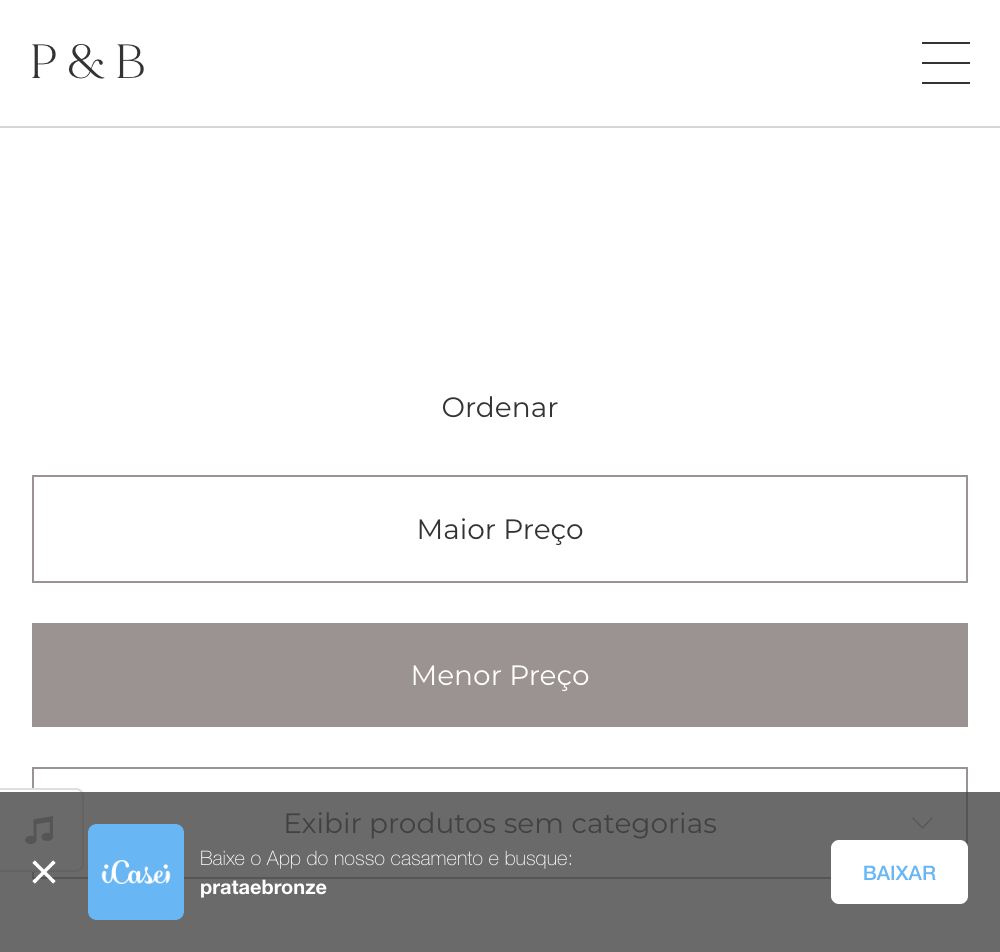 P & B
Ordenar
Maior Preço
Menor Preço
Exibir produtos sem categorias
iCasei
Baixe o App do nosso casamento e busque:
prataebronze
BAIXAR